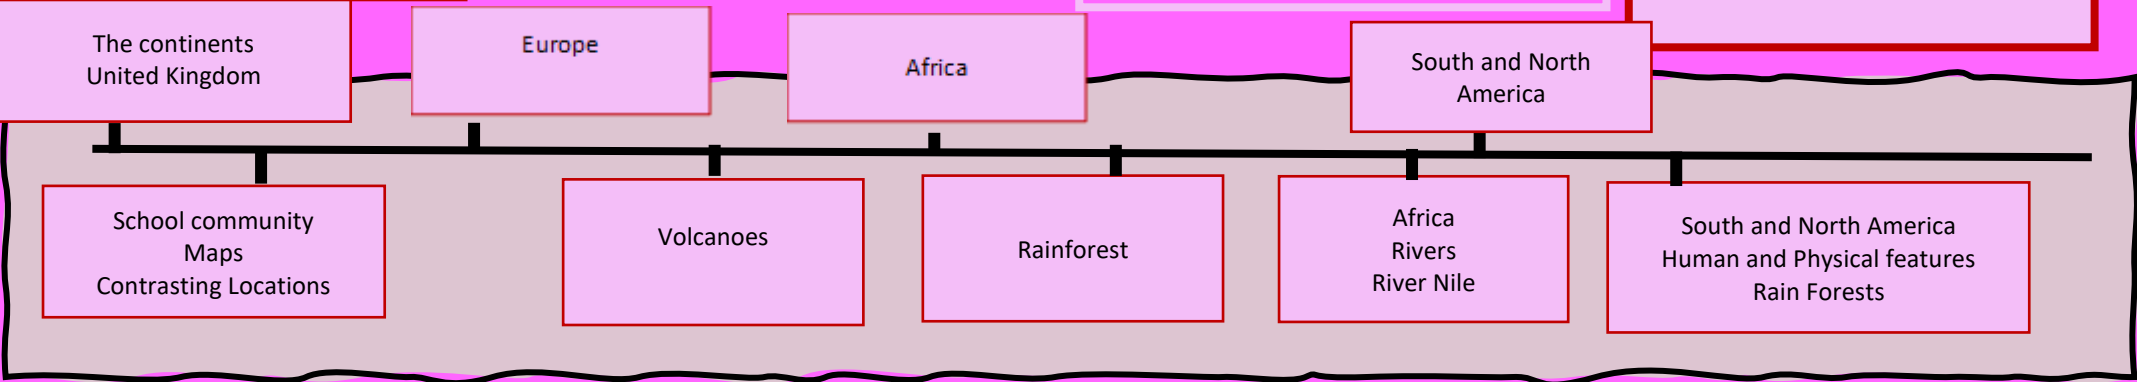 The continents
United Kingdom
Europe
Africa
South and North
America
School community
Maps
Contrasting Locations
Volcanoes
Rainforest
Africa
Rivers
River Nile
South and North America
Human and Physical features
Rain Forests